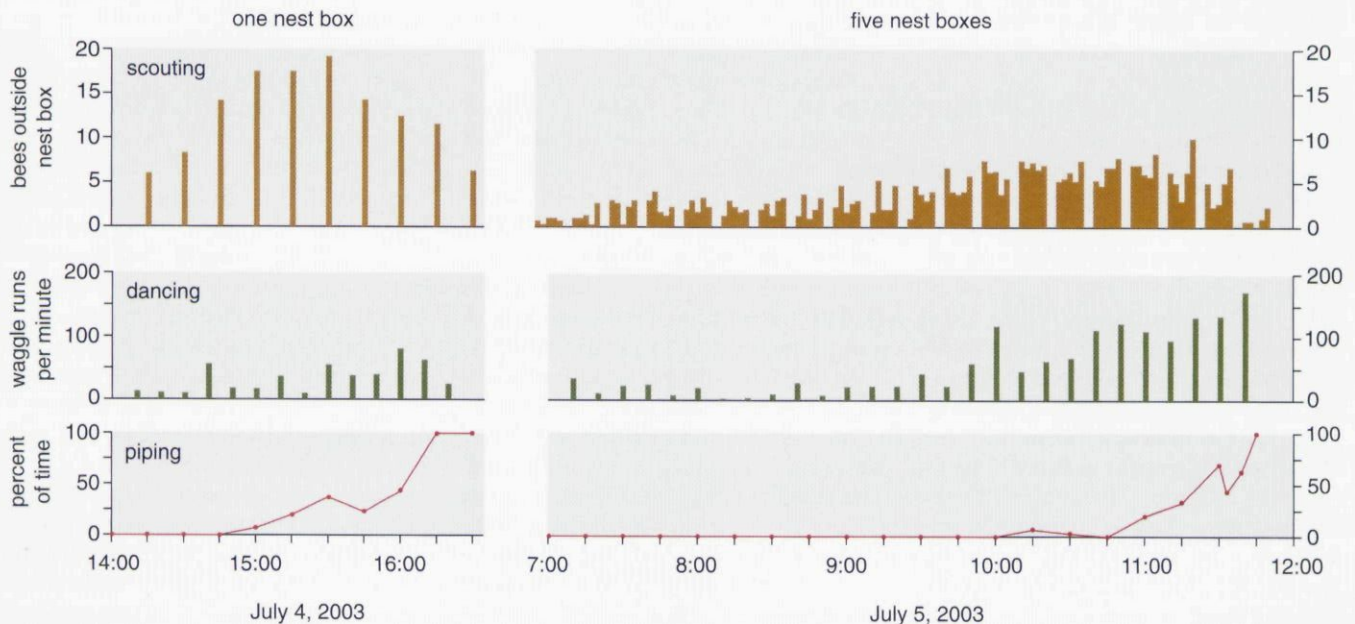 one nest box
five nest boxes
20
15
10
5
0
scouting
bees outside
nest box
20
15
10
5
0
200
100
0
dancing
waggle runs
per minute
200
100
0
100
50
0
piping
percent
of time
100
50
0
14:00
15:00
16:00
7:00
8:00
9:00
10:00
11:00
12:00
July 4, 2003
July 5, 2003